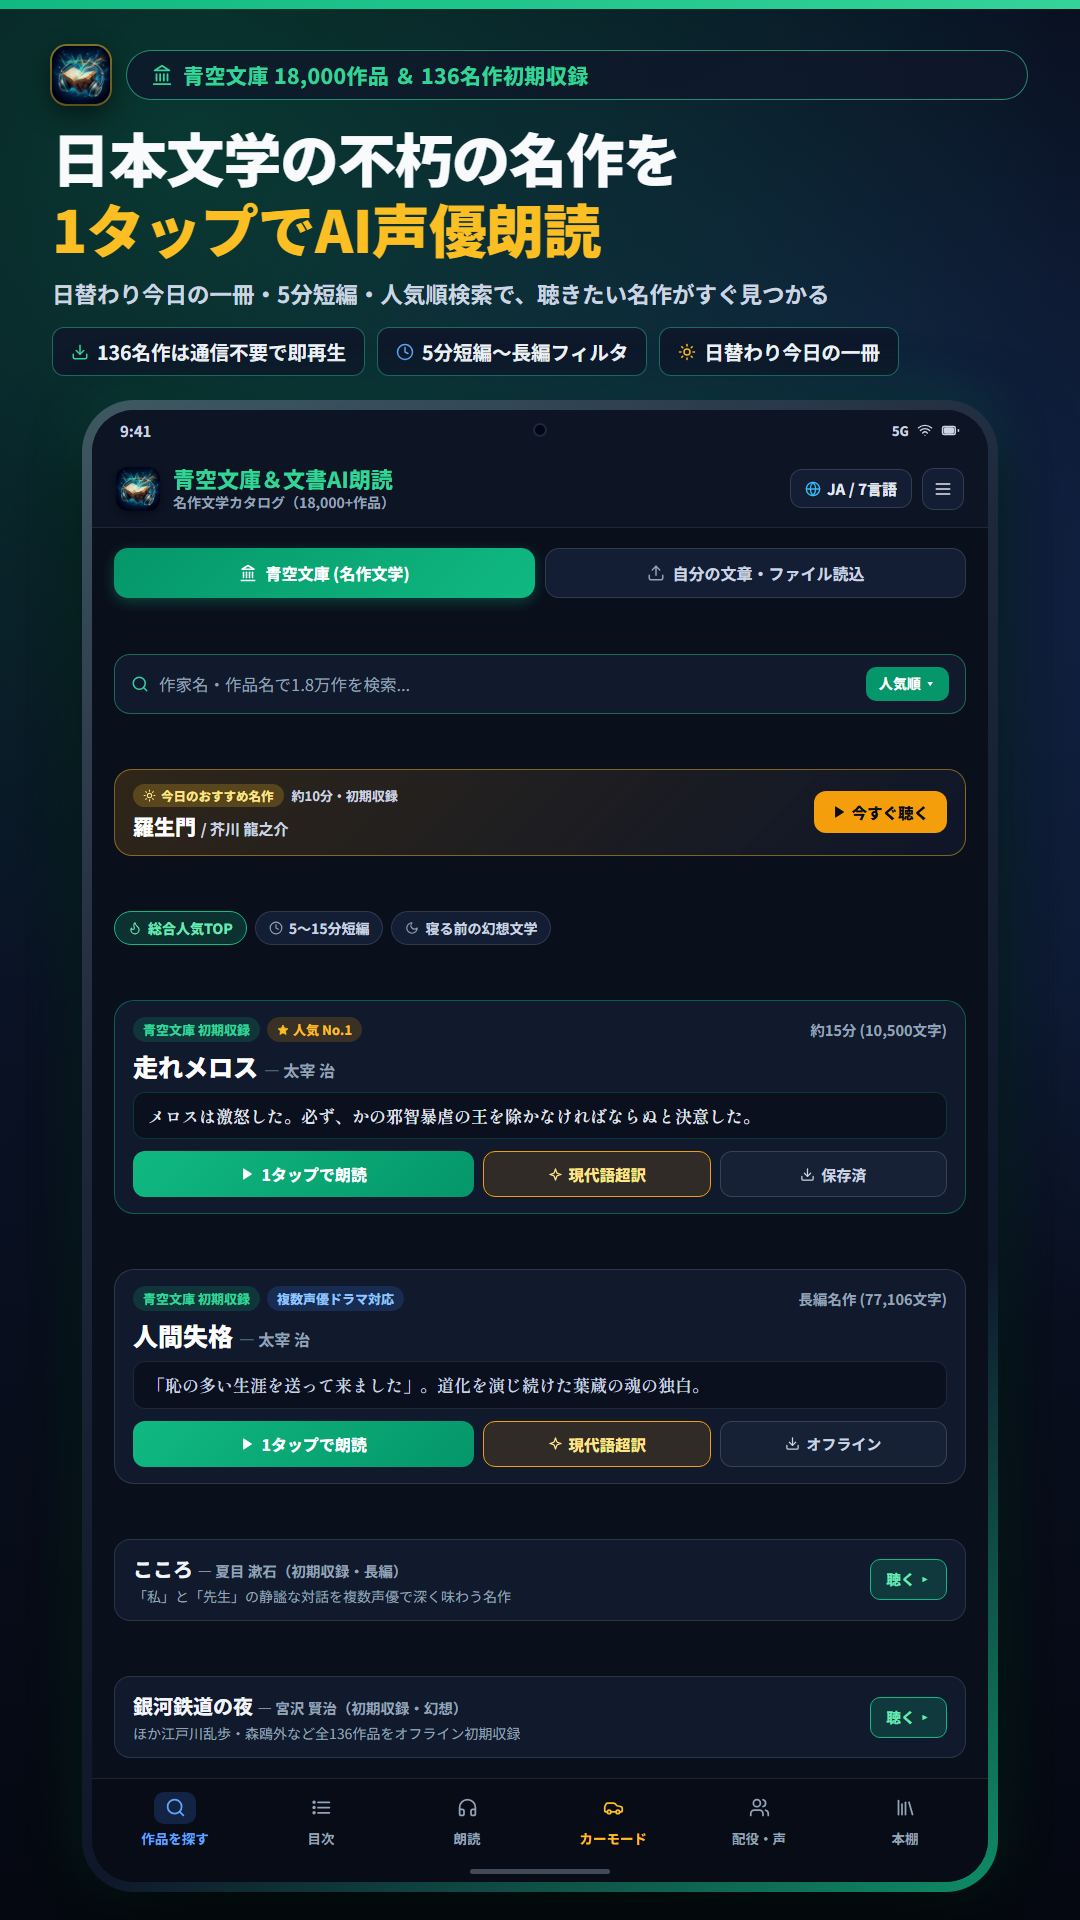 青空文庫 18,000作品 ＆ 136名作初期収録
日本文学の不朽の名作を
1タップでAI声優朗読
日替わり今日の一冊・5分短編・人気順検索で、聴きたい名作がすぐ見つかる
136名作は通信不要で即再生
5分短編〜長編フィルタ
日替わり今日の一冊
9:41
5G
青空文庫＆文書AI朗読
名作文学カタログ（18,000+作品）
JA / 7言語
青空文庫 (名作文学)
自分の文章・ファイル読込
作家名・作品名で1.8万作を検索...
人気順
今日のおすすめ名作
約10分・初期収録
羅生門 / 芥川 龍之介
今すぐ聴く
総合人気TOP
5〜15分短編
寝る前の幻想文学
青空文庫 初期収録
人気 No.1
約15分 (10,500文字)
走れメロス — 太宰 治
メロスは激怒した。必ず、かの邪智暴虐の王を除かなければならぬと決意した。
1タップで朗読
現代語超訳
保存済
青空文庫 初期収録
複数声優ドラマ対応
長編名作 (77,106文字)
人間失格 — 太宰 治
「恥の多い生涯を送って来ました」。道化を演じ続けた葉蔵の魂の独白。
1タップで朗読
現代語超訳
オフライン
こころ — 夏目 漱石（初期収録・長編）
「私」と「先生」の静謐な対話を複数声優で深く味わう名作
聴く
銀河鉄道の夜 — 宮沢 賢治（初期収録・幻想）
ほか江戸川乱歩・森鴎外など全136作品をオフライン初期収録
聴く
作品を探す
目次
朗読
カーモード
配役・声
本棚